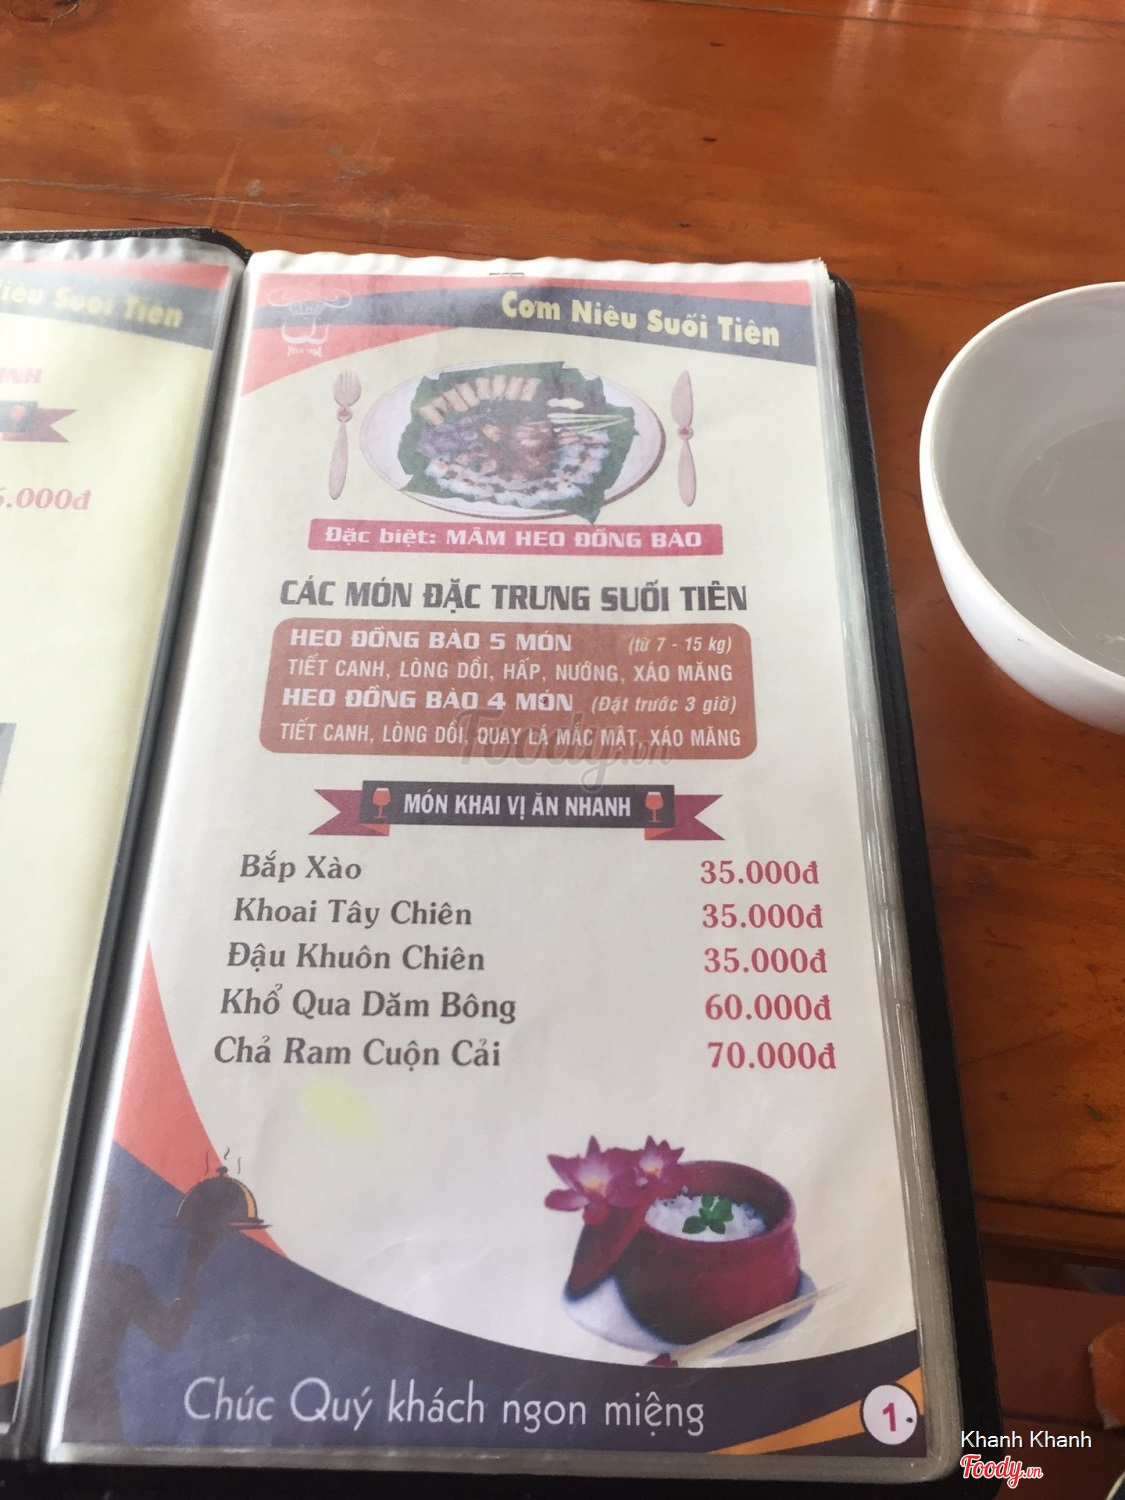 Suối Tiên
5.000đ
Cơm Niêu Suối Tiên
Đặc biệt: MÂM HEO ĐỒNG BÀO
CÁC MÓN ĐẶC TRƯNG SUỐI TIÊN
HEO ĐỒNG BÀO 5 MÓN (từ 7 - 15 kg)
TIẾT CANH, LÒNG DỒI, HẤP, NƯỚNG, XÁO MĂNG
HEO ĐỒNG BÀO 4 MÓN (Đặt trước 3 giờ)
TIẾT CANH, LÒNG DỒI, QUAY LÁ MẮC MẬT, XÁO MĂNG
Foody.vn
MÓN KHAI VỊ ĂN NHANH
Bắp Xào 35.000đ
Khoai Tây Chiên 35.000đ
Đậu Khuôn Chiên 35.000đ
Khổ Qua Dăm Bông 60.000đ
Chả Ram Cuộn Cải 70.000đ
Chúc Quý khách ngon miệng
1
Khanh Khanh
Foody.vn